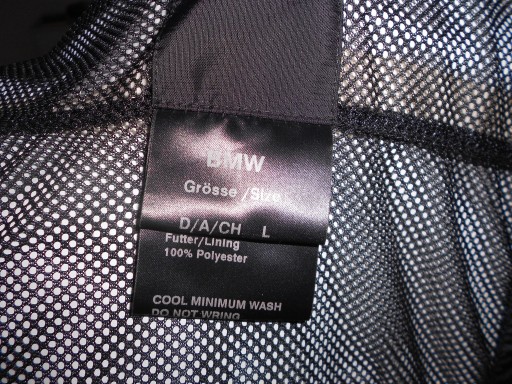 BMW
Grösse /Size
D/A/CH L
Futter/Lining
100% Polyester
COOL MINIMUM WASH
DO NOT WRING